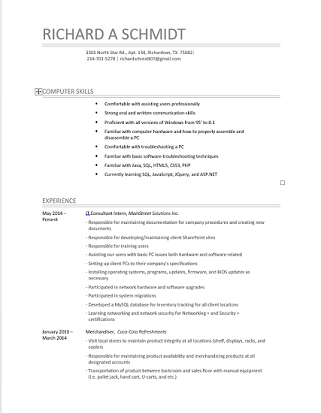 RICHARD A SCHMIDT
3301 North Star Rd., Apt. 134, Richardson, TX 75082|
214-701-5278 | richardschmidt07@gmail.com
COMPUTER SKILLS
• Comfortable with assisting users professionally
• Strong oral and written communication skills
• Proficient with all versions of Windows from 95' to 8.1
• Familiar with computer hardware and how to properly assemble and
disassemble a PC
• Comfortable with troubleshooting a PC
• Familiar with basic software troubleshooting techniques
• Familiar with Java, SQL, HTML5, CSS3, PHP
• Currently learning SQL, JavaScript, JQuery, and ASP.NET
EXPERIENCE
May 2014 – Consultant Intern, MainStreet Solutions Inc.
Present
- Responsible for maintaining documentation for company procedures and creating new
documents
- Responsible for developing/maintaining client SharePoint sites
- Responsible for training users
- Assisting our users with basic PC issues both hardware and software related
- Setting up client PCs to their company's specifications
- Installing operating systems, programs, updates, firmware, and BIOS updates as
necessary
- Participated in network hardware and software upgrades
- Participated in system migrations
- Developed a MySQL database for inventory tracking for all client locations
- Learning networking and network security for Networking + and Security +
certifications
January 2010 – Merchandiser, Coca-Cola Refreshments
March 2014
- Visit local stores to maintain product integrity at all locations (shelf, displays, racks, and
coolers)
- Responsible for maintaining product availability and merchandising products at all
designated accounts
- Transportation of product between backroom and sales floor with manual equipment
(i.e. pallet jack, hand cart, U-carts, and etc.)